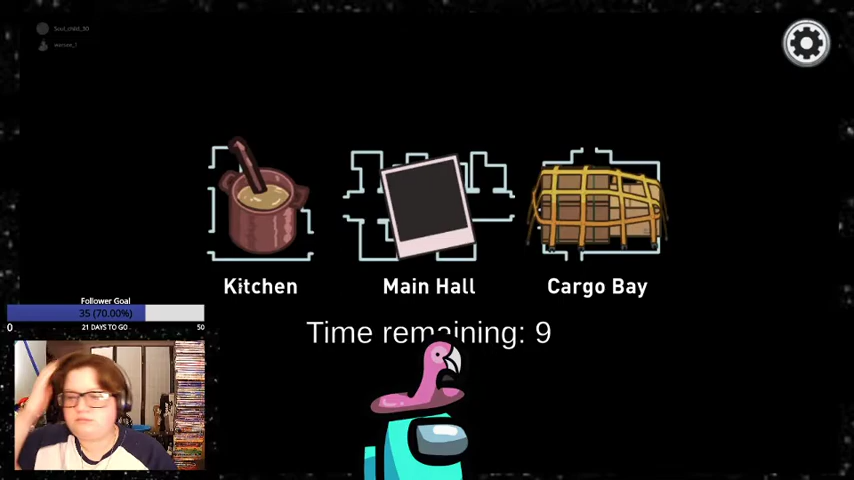 Soul_child_30
Kitchen
Main Hall
Cargo Bay
Time remaining: 9
Follower Goal
35 (70.00%)
0
21 DAYS TO GO
50